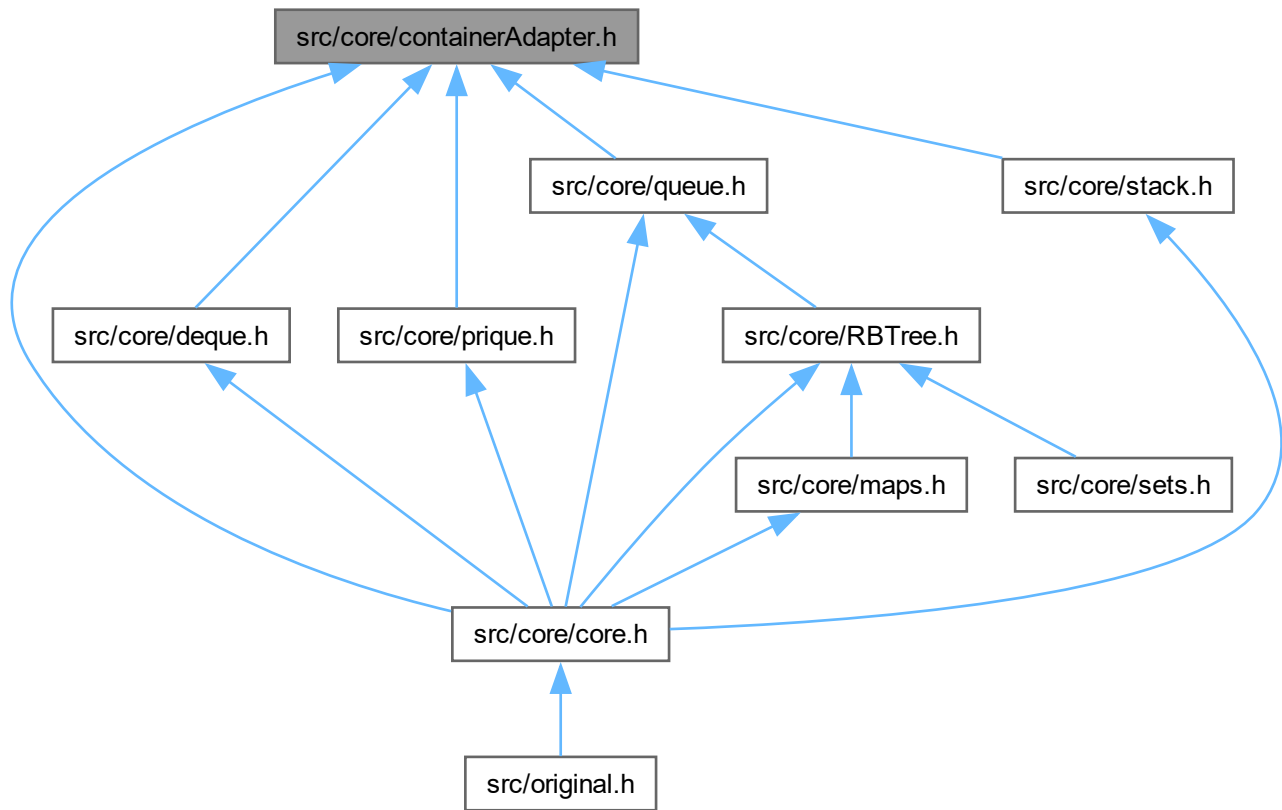 src/core/containerAdapter.h
src/core/queue.h
src/core/stack.h
src/core/deque.h
src/core/prique.h
src/core/RBTree.h
src/core/maps.h
src/core/sets.h
src/core/core.h
src/original.h